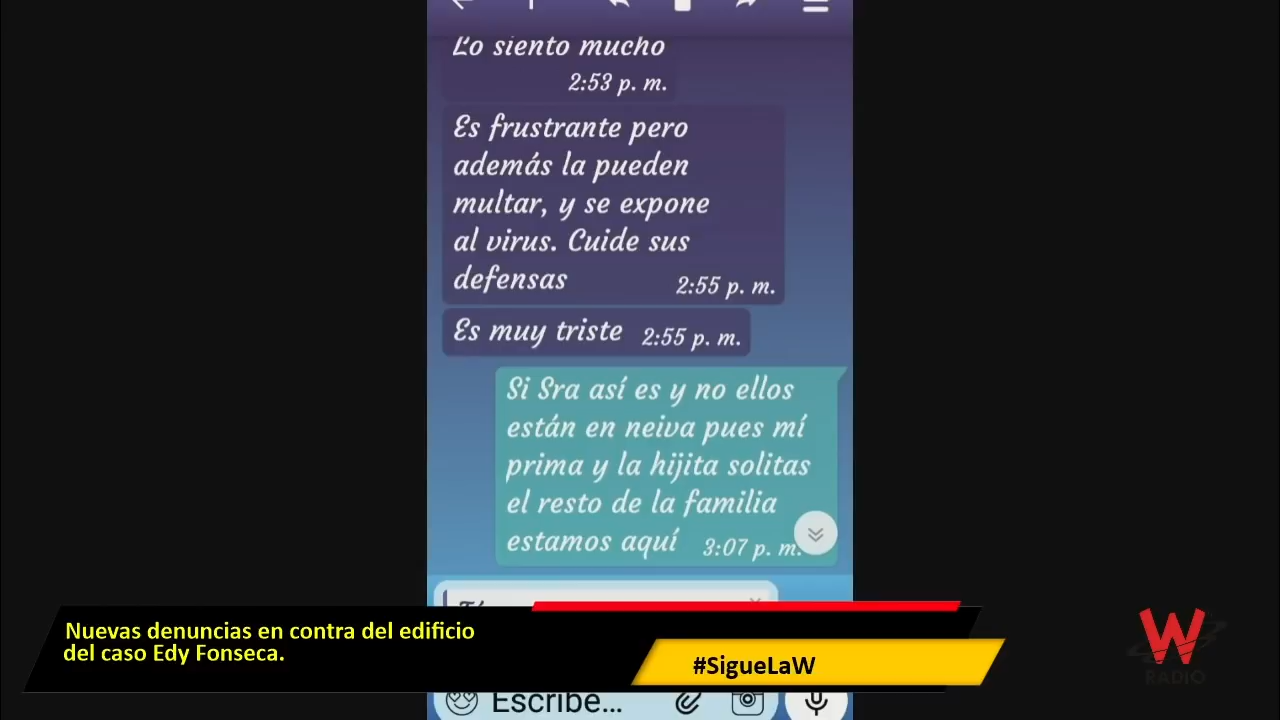 Lo siento mucho
2:53 p. m.
Es frustrante pero
además la pueden
multar, y se expone
al virus. Cuide sus
defensas 2:55 p. m.
Es muy triste 2:55 p. m.
Si Sra así es y no ellos
están en neiva pues mí
prima y la hijita solitas
el resto de la familia
estamos aquí 3:07 p. m.
Nuevas denuncias en contra del edificio
del caso Edy Fonseca.
#SigueLaW
W
RADIO
Escribe...